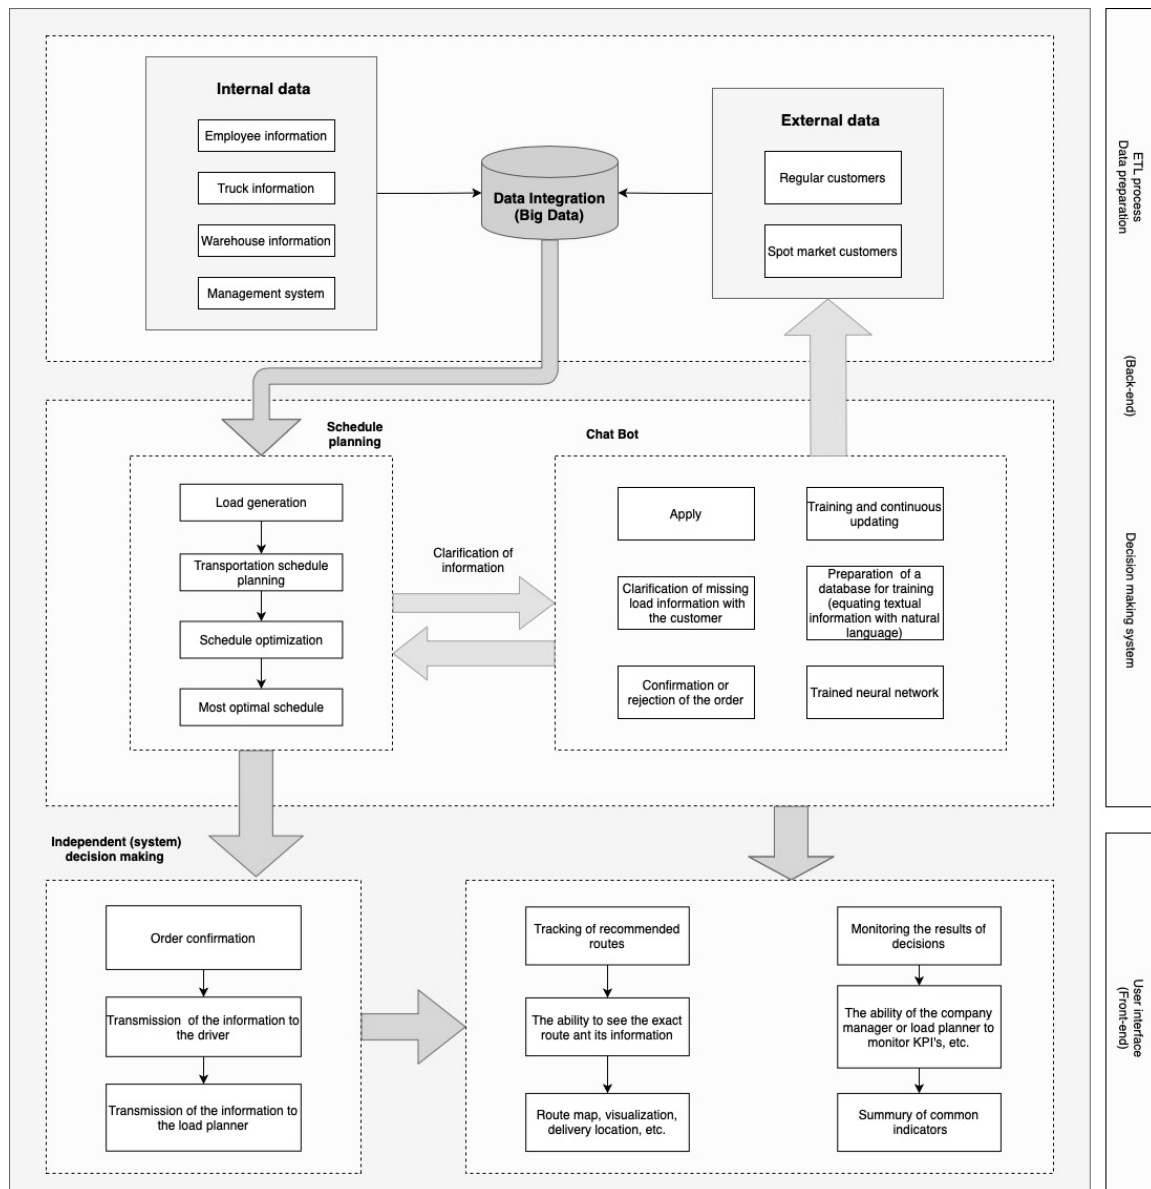 Internal data
Employee information
Truck information
Warehouse information
Management system
Data Integration
(Big Data)
External data
Regular customers
Spot market customers
ETL process
Data preparation
(Back-end)
Decision making system
Schedule
planning
Load generation
Transportation schedule
planning
Schedule optimization
Most optimal schedule
Clarification of
information
Chat Bot
Apply
Clarification of missing
load information with
the customer
Confirmation or
rejection of the order
Training and continuous
updating
Preparation of a
database for training
(equating textual
information with natural
language)
Trained neural network
Independent (system)
decision making
Order confirmation
Transmission of the information to
the driver
Transmission of the information to
the load planner
Tracking of recommended
routes
The ability to see the exact
route ant its information
Route map, visualization,
delivery location, etc.
Monitoring the results of
decisions
The ability of the company
manager or load planner to
monitor KPI's, etc.
Summury of common
indicators
User interface
(Front-end)